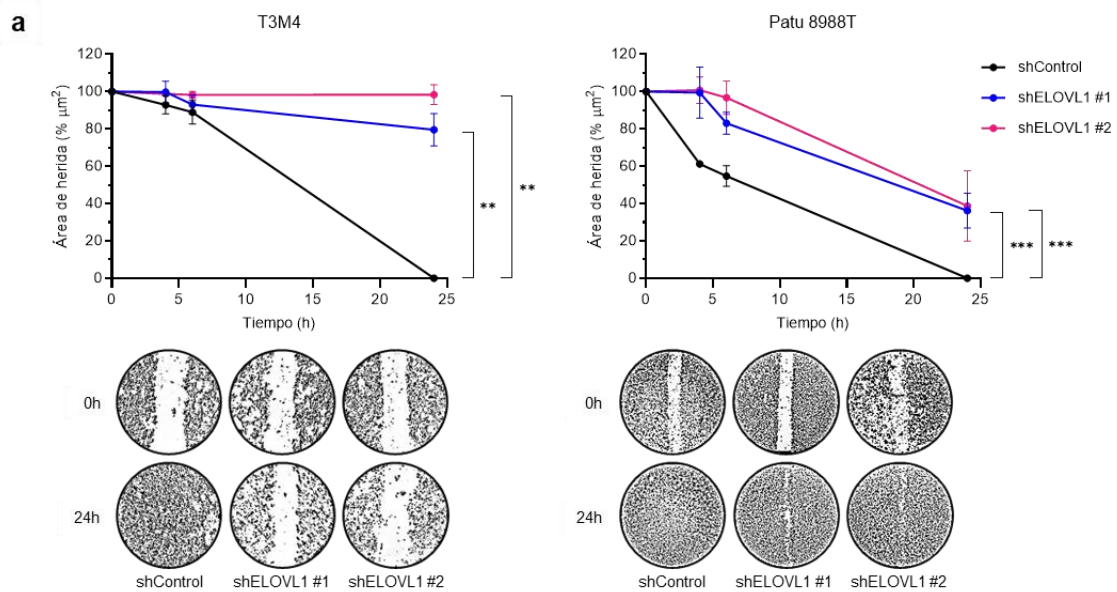 a
T3M4
Área de herida (% µm²)
120
100
80
60
40
20
0
0
5
10
15
20
25
Tiempo (h)
**
**
Patu 8988T
Área de herida (% µm²)
120
100
80
60
40
20
0
0
5
10
15
20
25
Tiempo (h)
***
***
shControl
shELOVL1 #1
shELOVL1 #2
0h
24h
shControl
shELOVL1 #1
shELOVL1 #2
0h
24h
shControl
shELOVL1 #1
shELOVL1 #2